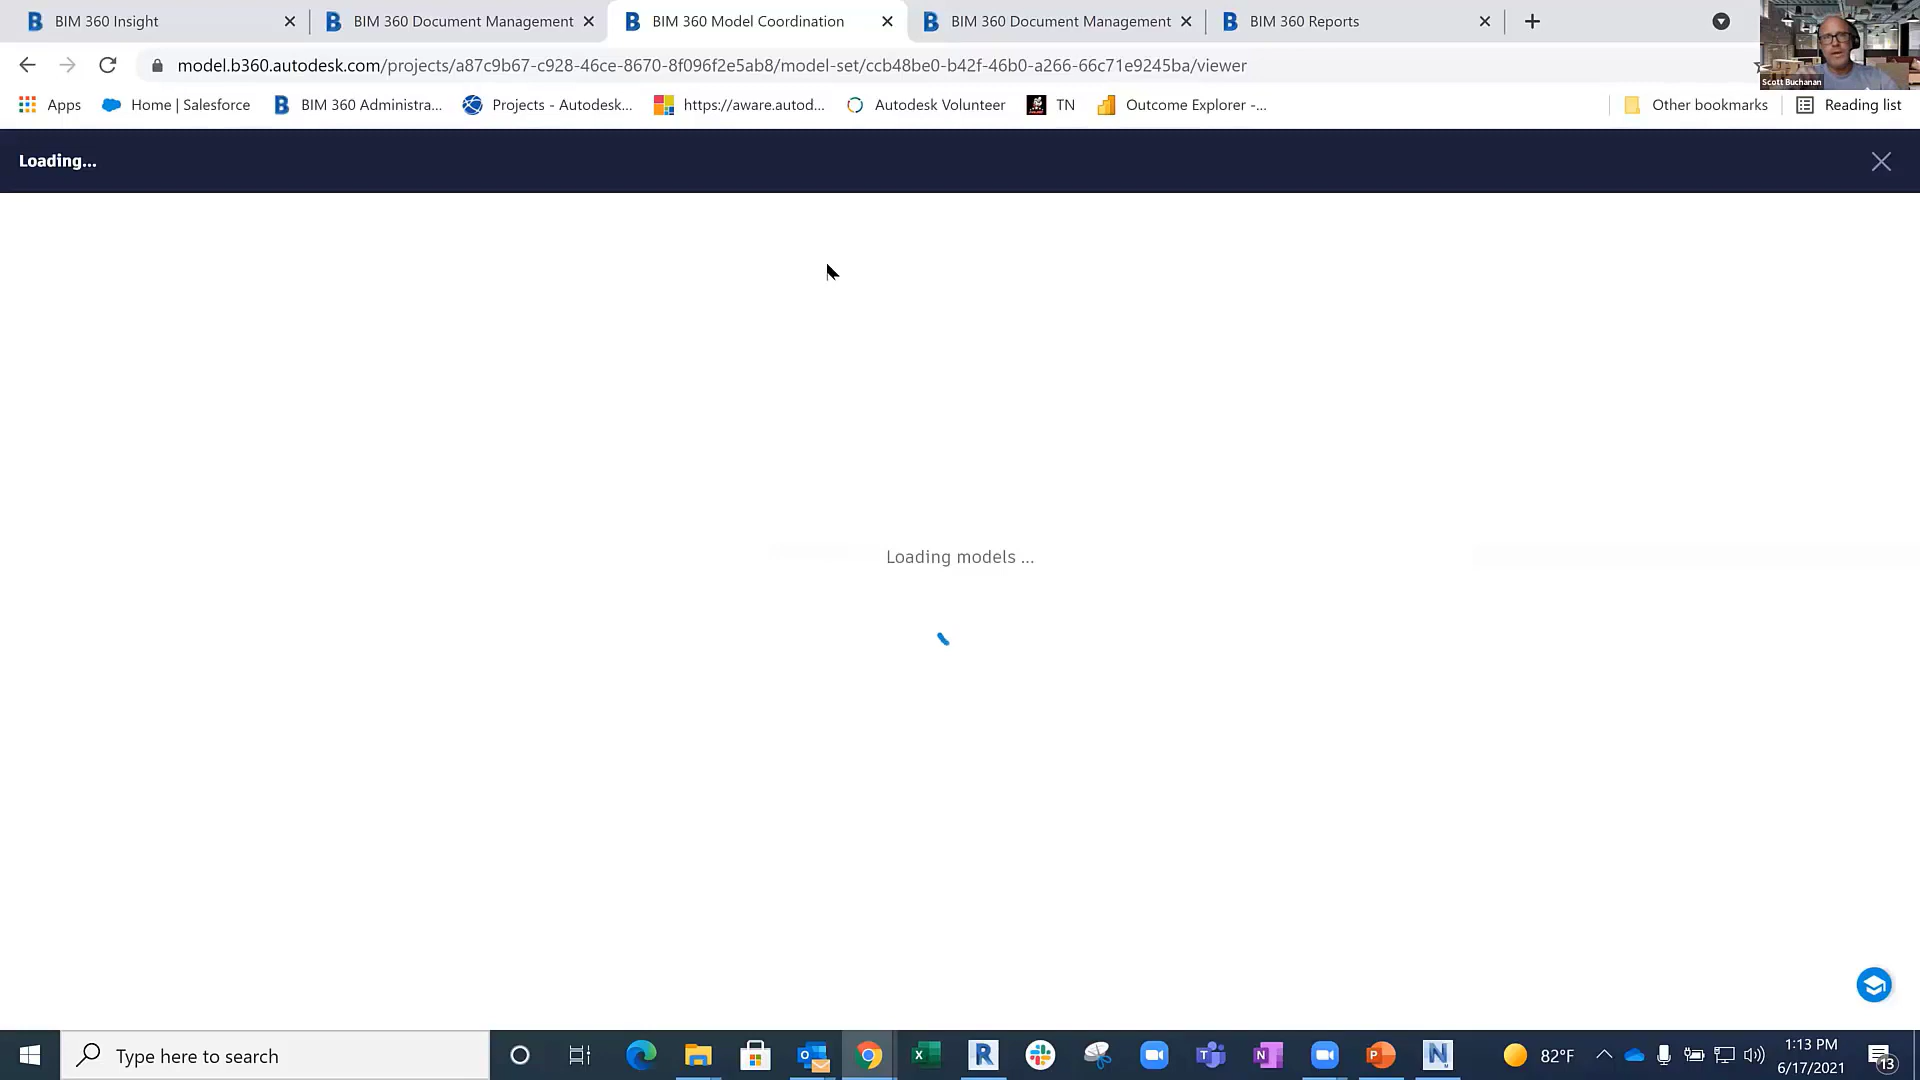 BIM 360 Insight
BIM 360 Document Management
BIM 360 Model Coordination
BIM 360 Document Management
BIM 360 Reports
model.b360.autodesk.com/projects/a87c9b67-c928-46ce-8670-8f096f2e5ab8/model-set/ccb48be0-b42f-46b0-a266-66c71e9245ba/viewer
Apps
Home | Salesforce
BIM 360 Administra...
Projects - Autodesk...
https://aware.autod...
Autodesk Volunteer
TN
Outcome Explorer -...
Other bookmarks
Reading list
Scott Buchanan
Loading...
Loading models ...
Type here to search
82°F
1:13 PM
6/17/2021
13